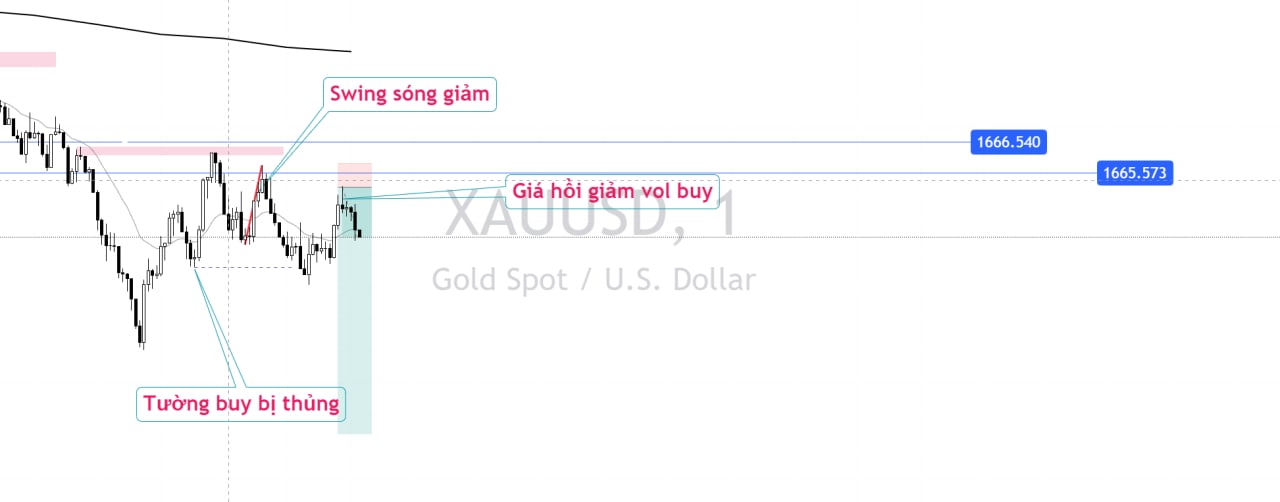 Swing sóng giảm
1666.540
1665.573
Giá hồi giảm vol buy
XAUUSD, 1
Gold Spot / U.S. Dollar
Tường buy bị thủng